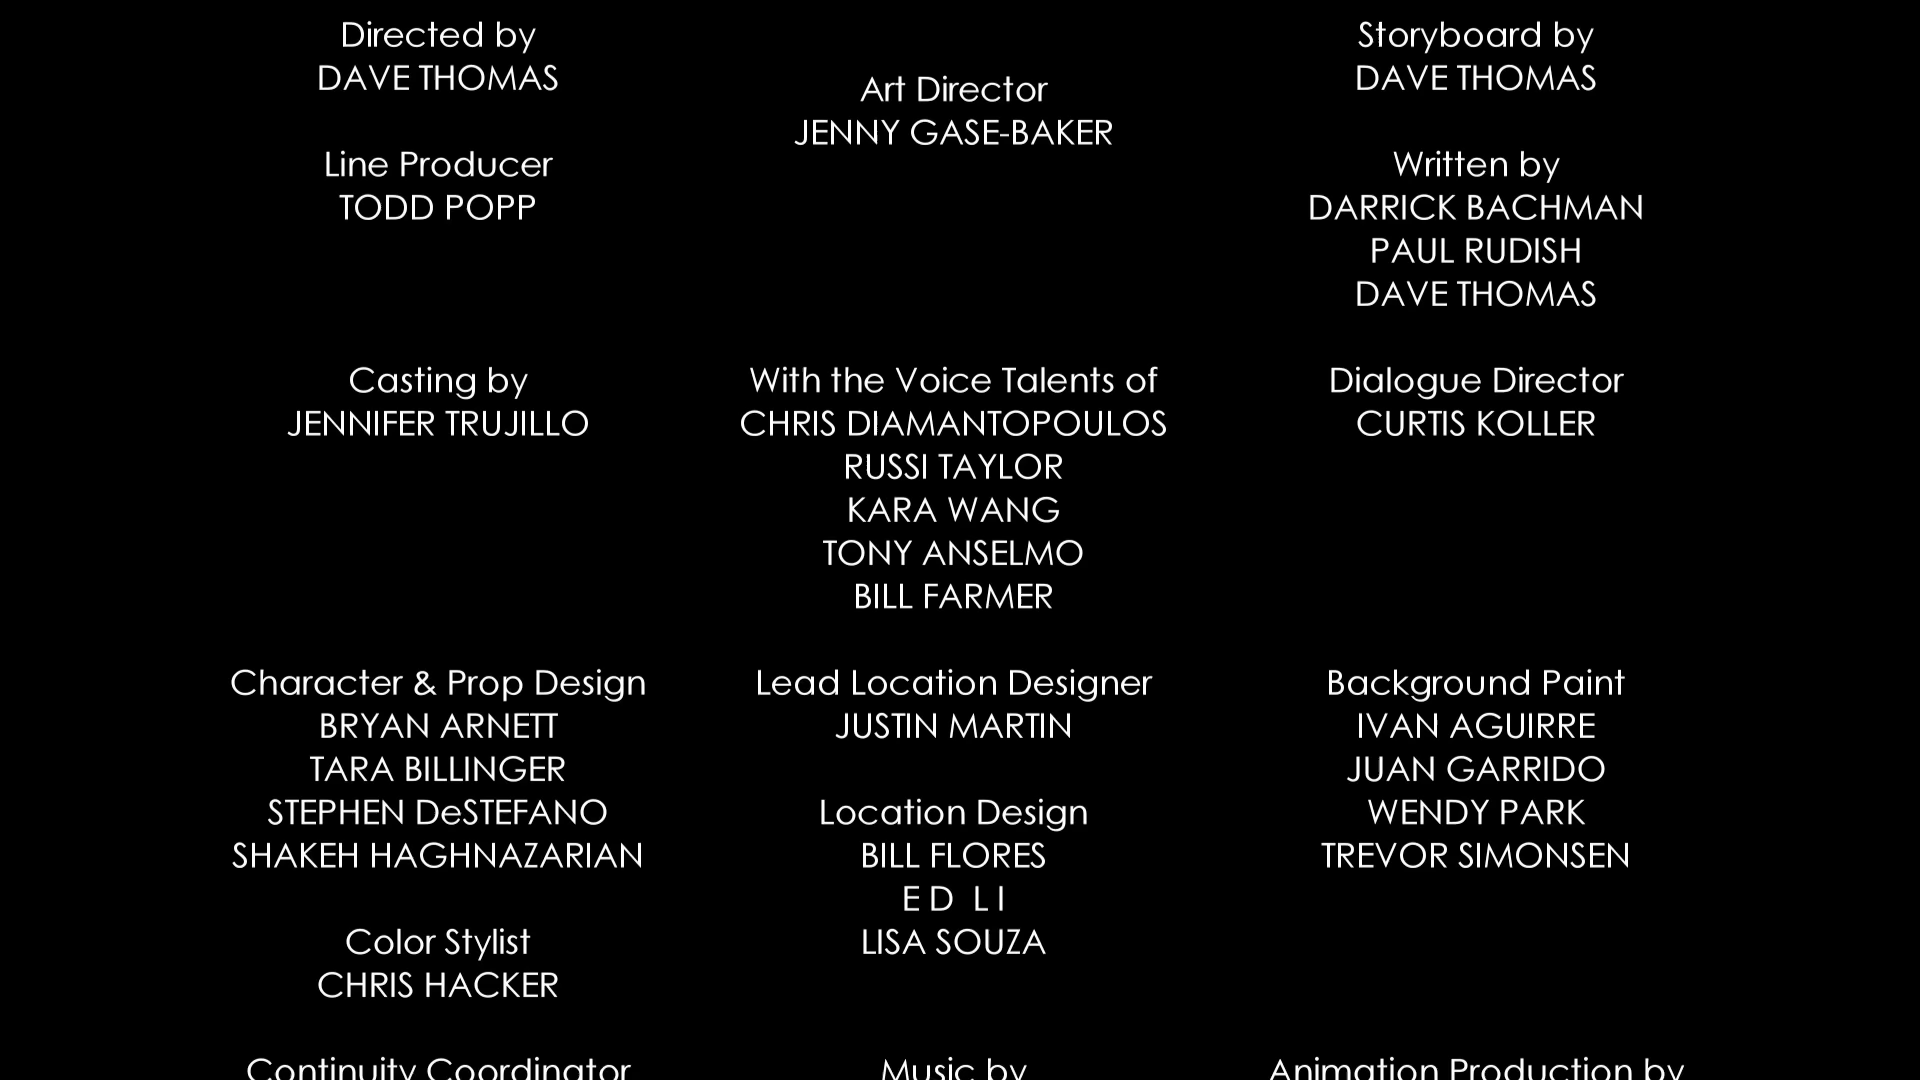 Directed by
DAVE THOMAS
Line Producer
TODD POPP
Art Director
JENNY GASE-BAKER
Storyboard by
DAVE THOMAS
Written by
DARRICK BACHMAN
PAUL RUDISH
DAVE THOMAS
Casting by
JENNIFER TRUJILLO
With the Voice Talents of
CHRIS DIAMANTOPOULOS
RUSSI TAYLOR
KARA WANG
TONY ANSELMO
BILL FARMER
Dialogue Director
CURTIS KOLLER
Character & Prop Design
BRYAN ARNETT
TARA BILLINGER
STEPHEN DeSTEFANO
SHAKEH HAGHNAZARIAN
Color Stylist
CHRIS HACKER
Lead Location Designer
JUSTIN MARTIN
Location Design
BILL FLORES
E D  L I
LISA SOUZA
Background Paint
IVAN AGUIRRE
JUAN GARRIDO
WENDY PARK
TREVOR SIMONSEN
Continuity Coordinator
Music by
Animation Production by